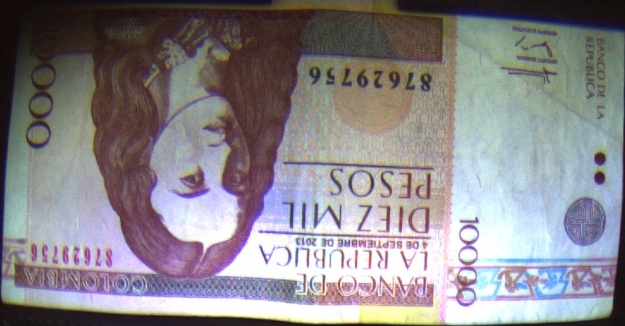 COLOMBIA
BANCO DE
LA REPUBLICA
4 DE SEPTIEMBRE DE 2013
DIEZ MIL
PESOS
87629756
87629756
10000
BANCO DE LA
REPUBLICA